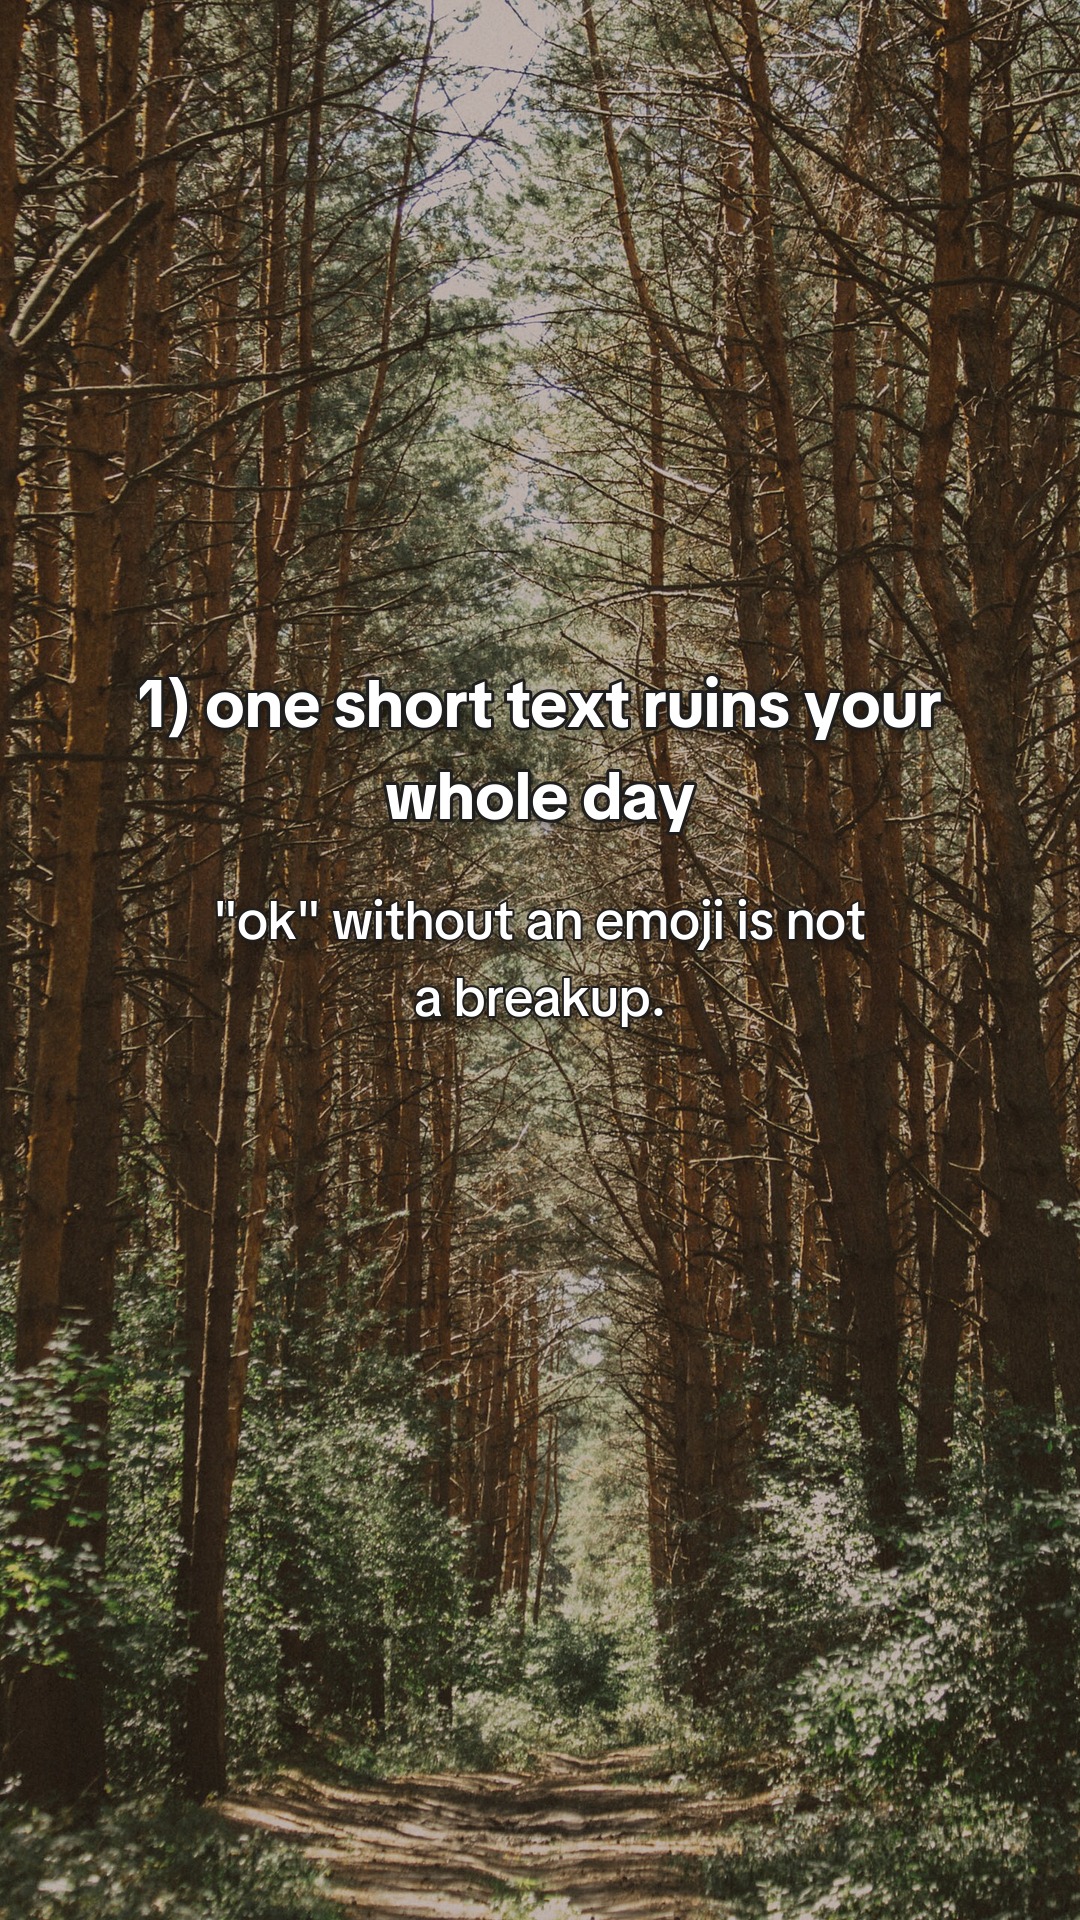 1) one short text ruins your
whole day
"ok" without an emoji is not
a breakup.